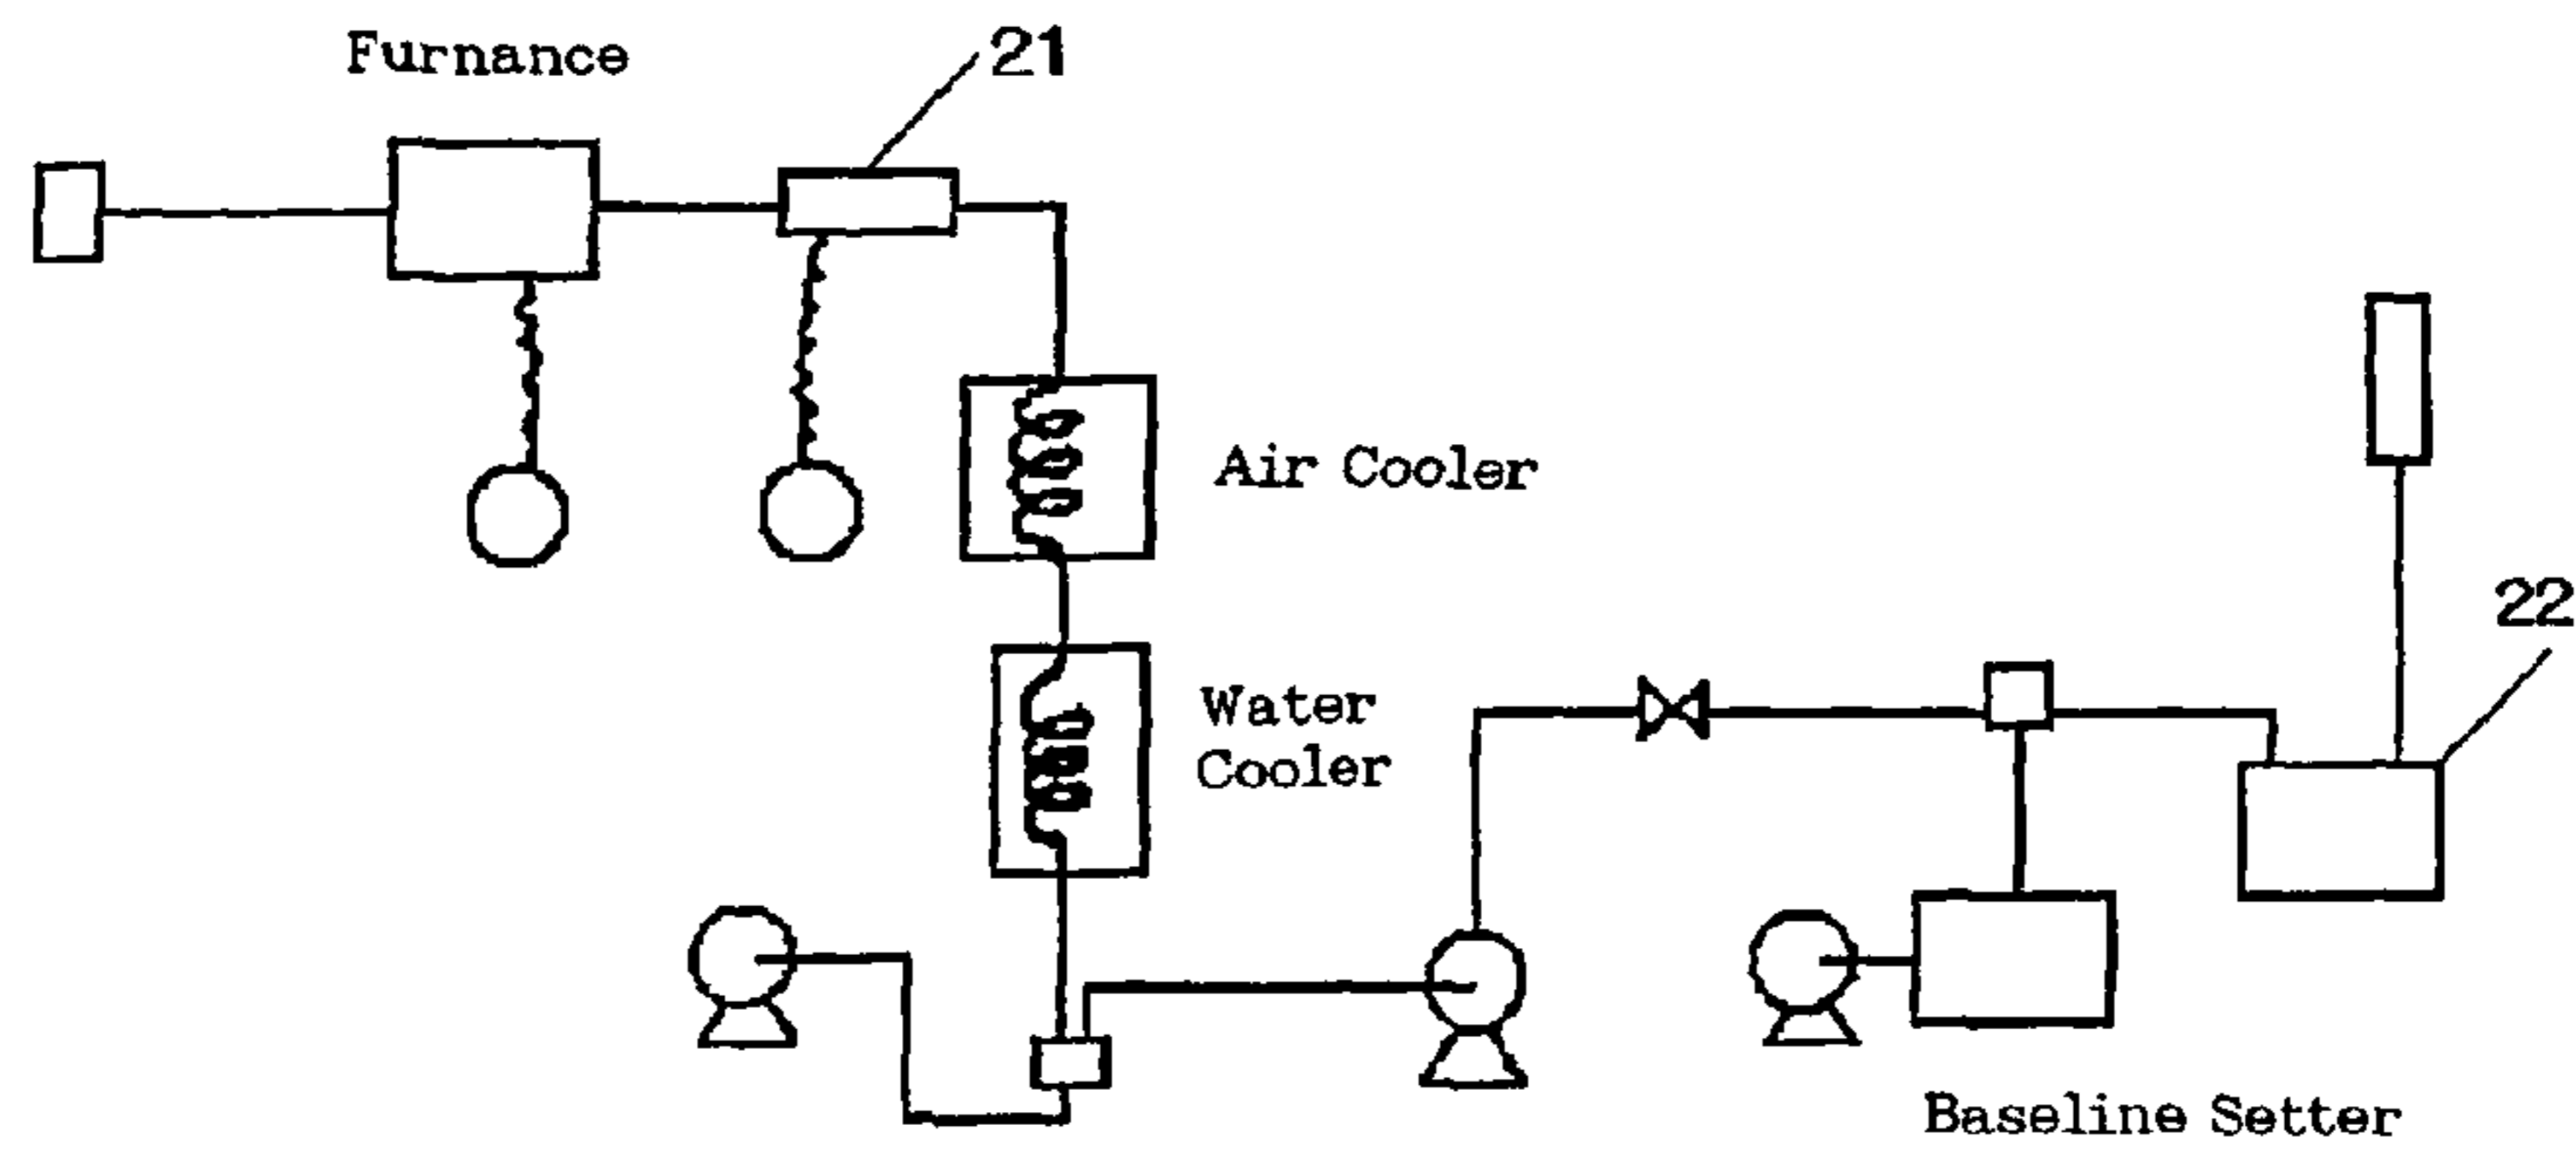 Furnance
21
Air Cooler
22
Water
Cooler
Baseline Setter